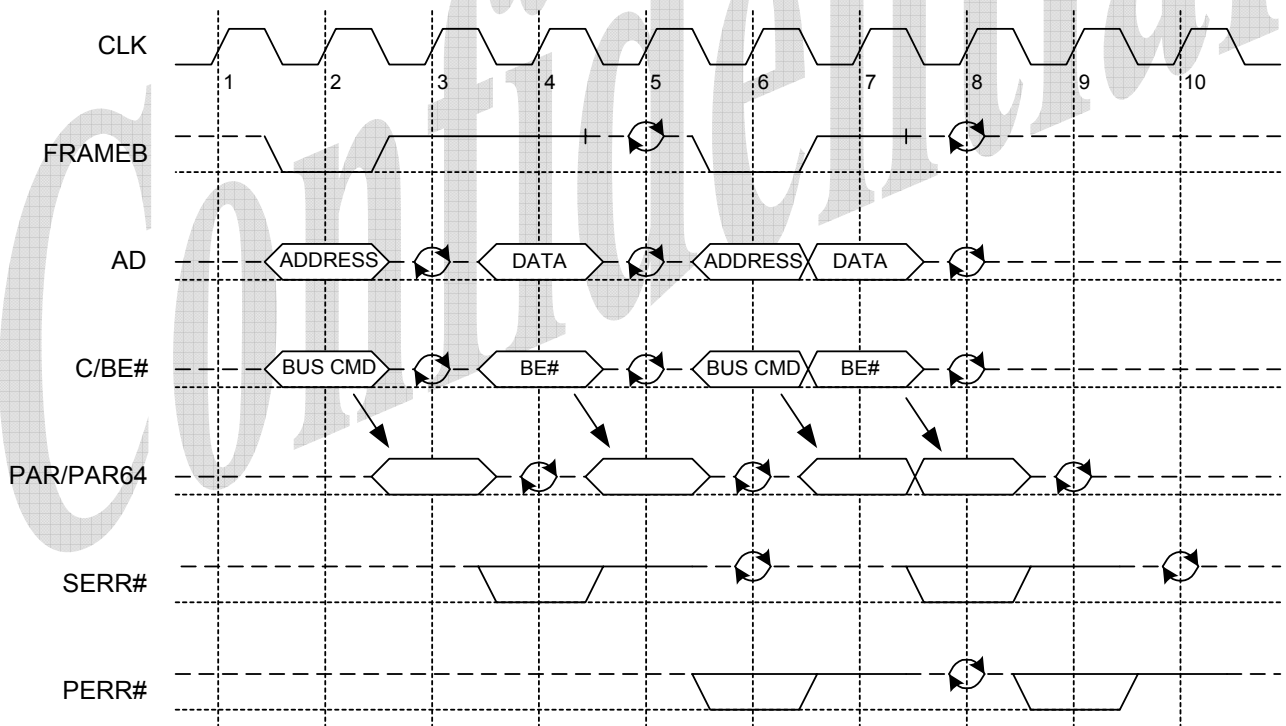 CLK
1 2 3 4 5 6 7 8 9 10
FRAMEB
AD ADDRESS DATA ADDRESS DATA
C/BE# BUS CMD BE# BUS CMD BE#
PAR/PAR64
SERR#
PERR#
Confidential